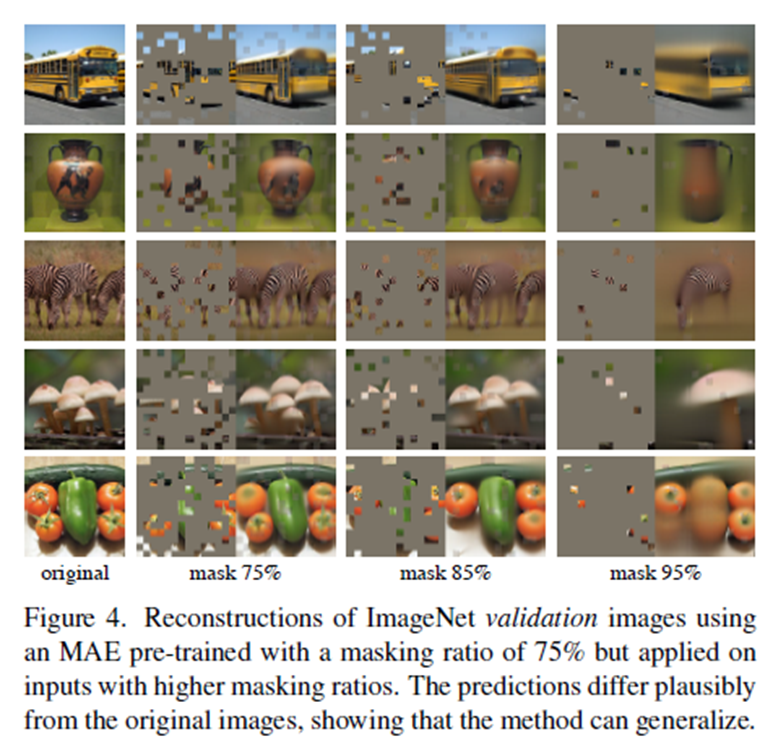 original mask 75% mask 85% mask 95%
Figure 4. Reconstructions of ImageNet validation images using
an MAE pre-trained with a masking ratio of 75% but applied on
inputs with higher masking ratios. The predictions differ plausibly
from the original images, showing that the method can generalize.